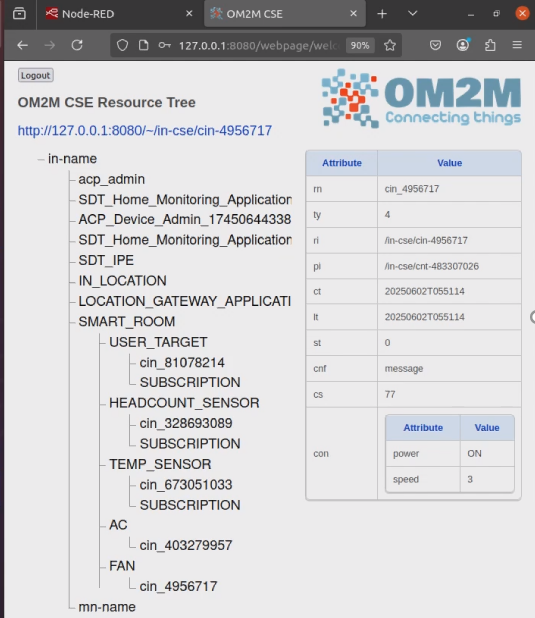 Node-RED
OM2M CSE
127.0.0.1:8080/webpage/welc
90%
Logout
OM2M CSE Resource Tree
http://127.0.0.1:8080/~/in-cse/cin-4956717
OM2M
Connecting things
in-name
acp_admin
SDT_Home_Monitoring_Application
ACP_Device_Admin_17450644338
SDT_Home_Monitoring_Application
SDT_IPE
IN_LOCATION
LOCATION_GATEWAY_APPLICATI
SMART_ROOM
USER_TARGET
cin_81078214
SUBSCRIPTION
HEADCOUNT_SENSOR
cin_328693089
SUBSCRIPTION
TEMP_SENSOR
cin_673051033
SUBSCRIPTION
AC
cin_403279957
FAN
cin_4956717
mn-name
Attribute Value
rn cin_4956717
ty 4
ri /in-cse/cin-4956717
pi /in-cse/cnt-483307026
ct 20250602T055114
lt 20250602T055114
st 0
cnf message
cs 77
con
Attribute Value
power ON
speed 3